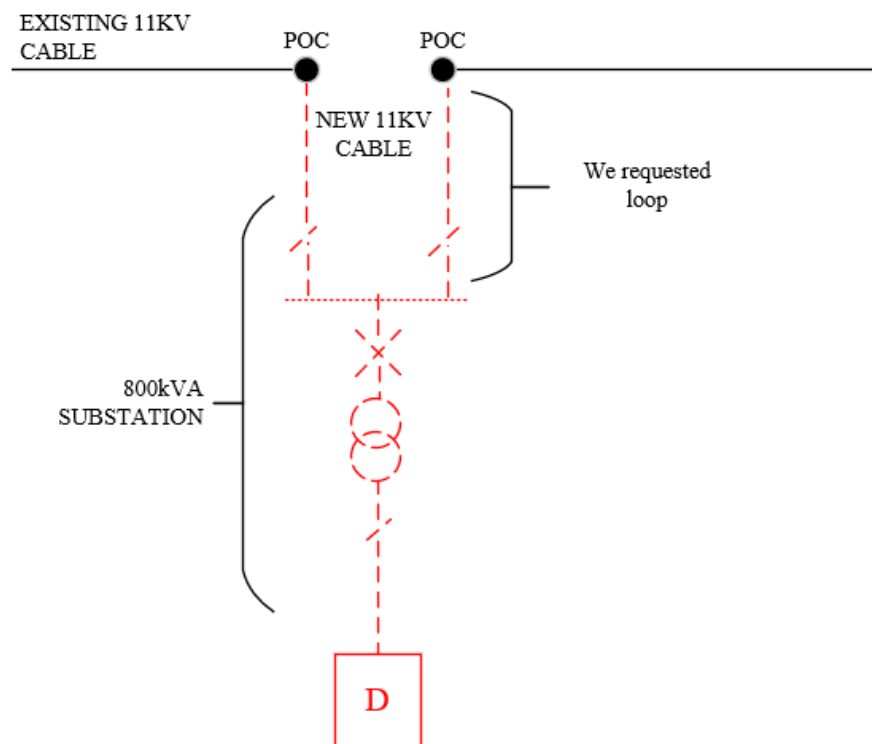 EXISTING 11KV
CABLE
POC
POC
NEW 11KV
CABLE
We requested
loop
800kVA
SUBSTATION
D